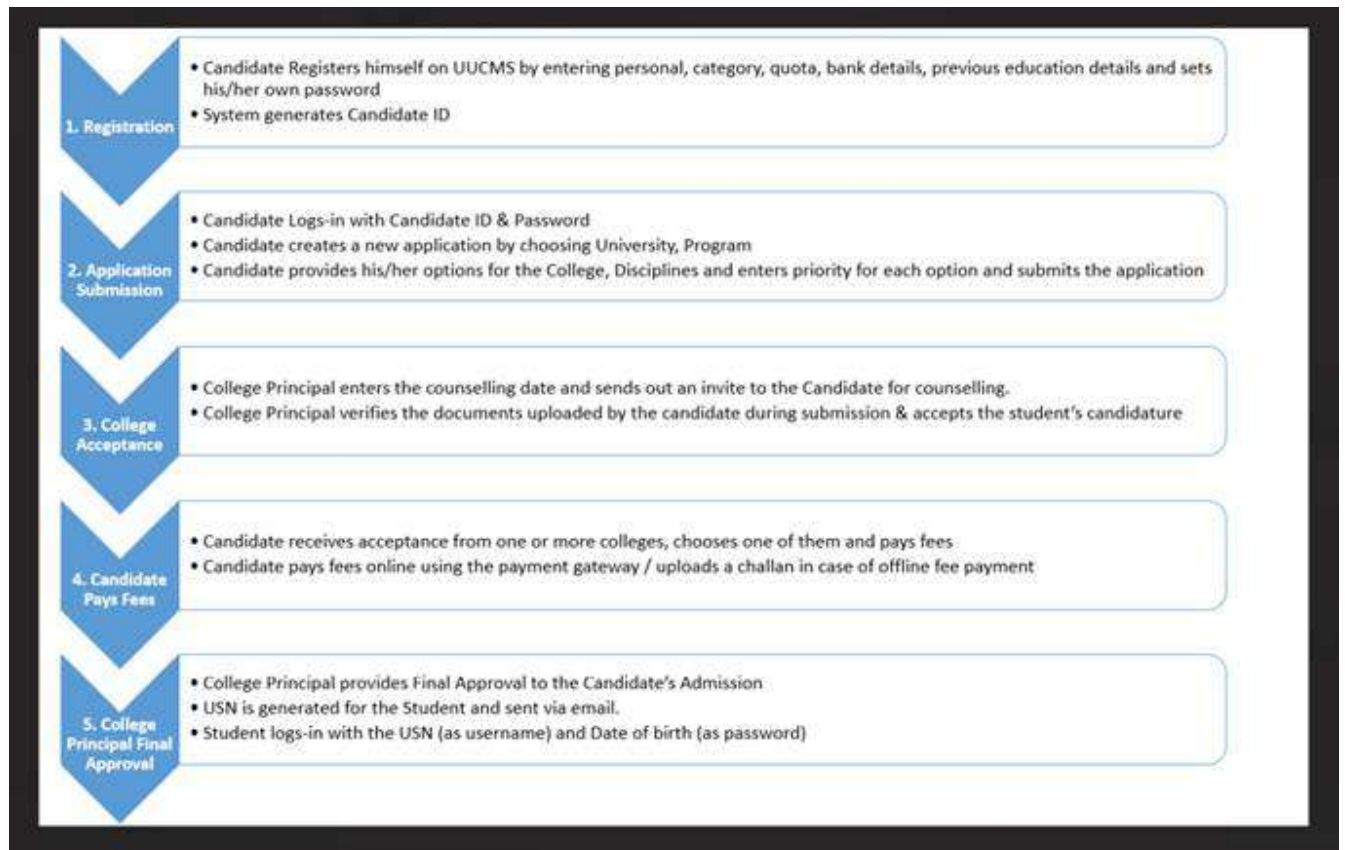 1. Registration
• Candidate Registers himself on UUCMS by entering personal, category, quota, bank details, previous education details and sets
his/her own password
• System generates Candidate ID
2. Application
Submission
• Candidate Logs-in with Candidate ID & Password
• Candidate creates a new application by choosing University, Program
• Candidate provides his/her options for the College, Disciplines and enters priority for each option and submits the application
3. College
Acceptance
• College Principal enters the counselling date and sends out an invite to the Candidate for counselling.
• College Principal verifies the documents uploaded by the candidate during submission & accepts the student's candidature
4. Candidate
Pays Fees
• Candidate receives acceptance from one or more colleges, chooses one of them and pays fees
• Candidate pays fees online using the payment gateway / uploads a challan in case of offline fee payment
5. College
Principal Final
Approval
• College Principal provides Final Approval to the Candidate's Admission
• USN is generated for the Student and sent via email.
• Student logs-in with the USN (as username) and Date of birth (as password)